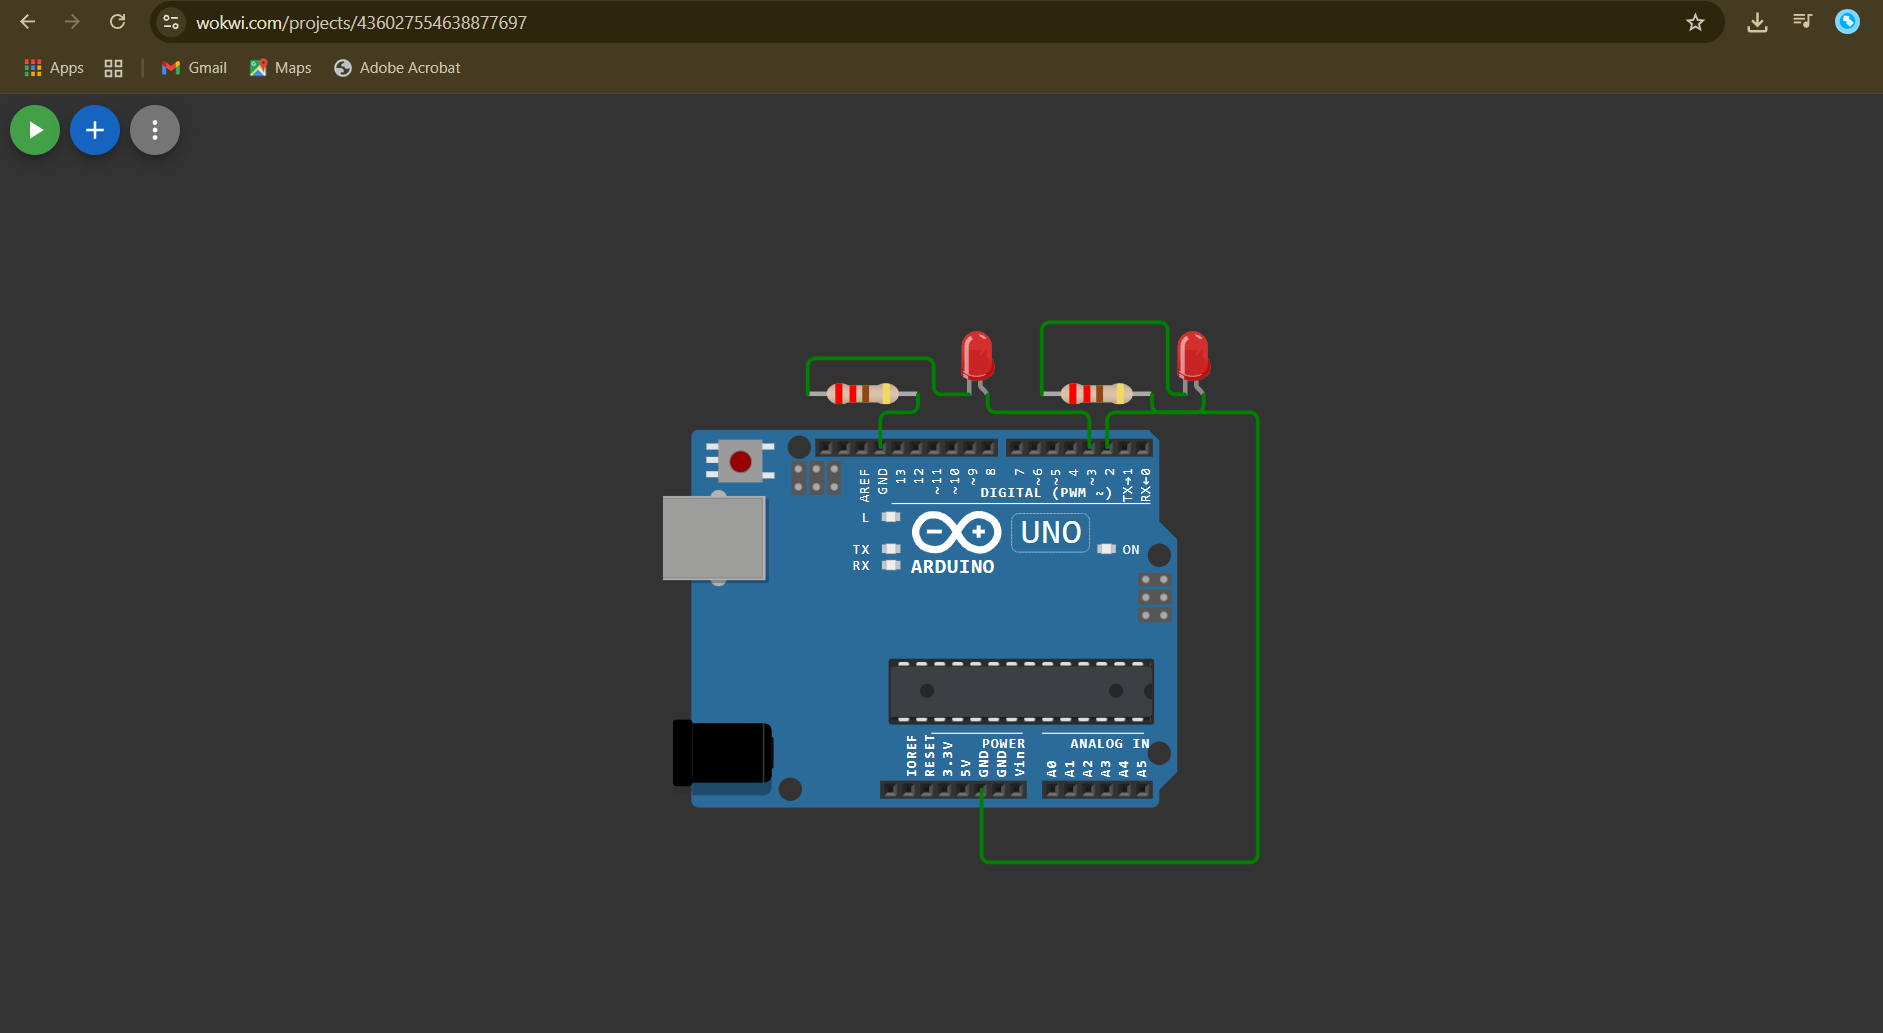 wokwi.com/projects/436027554638877697
Apps Gmail Maps Adobe Acrobat
AREF GND 13 12 ~11 ~10 ~9 8 7 ~6 ~5 4 ~3 2 TX→1 RX←0
DIGITAL (PWM ~)
L
UNO
TX ON
RX ARDUINO
POWER ANALOG IN
IOREF RESET 3.3V 5V GND GND Vin A0 A1 A2 A3 A4 A5